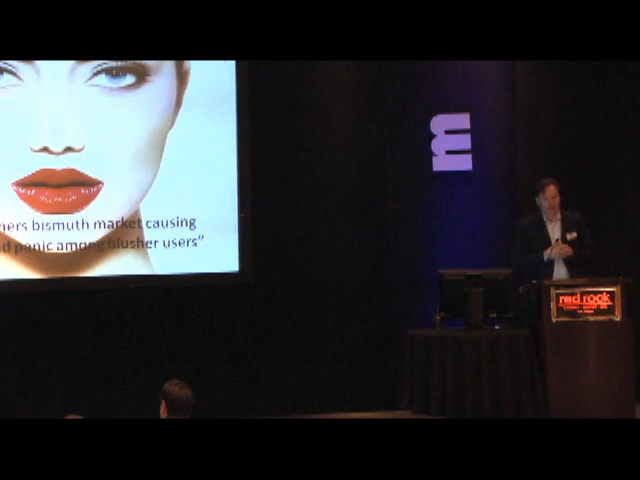 ners bismuth market causing
d panic among blusher users”
m
red rock